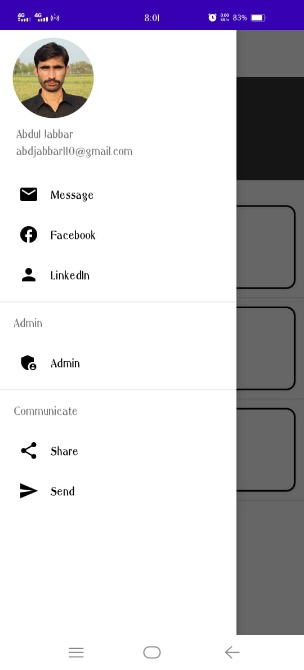 8:01
83%
Abdul Jabbar
abdjabbar110@gmail.com
Message
Facebook
LinkedIn
Admin
Admin
Communicate
Share
Send